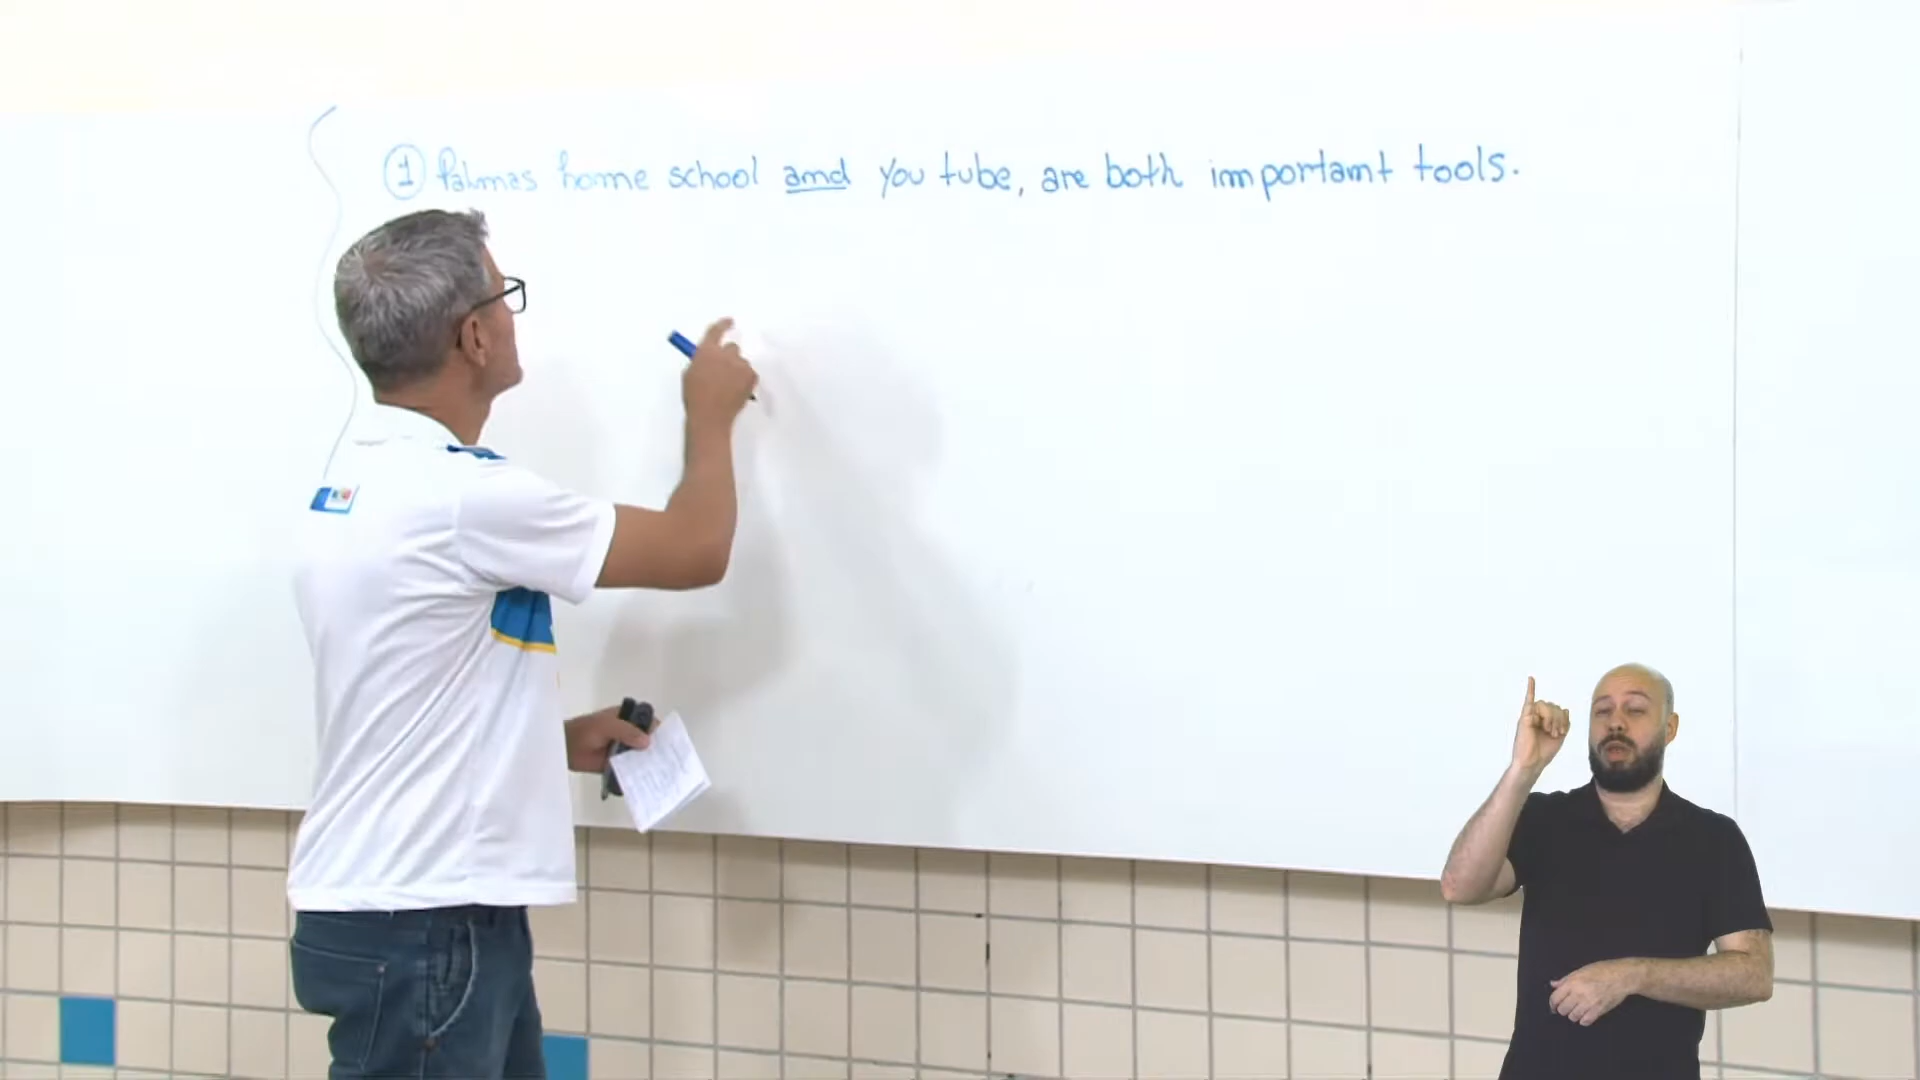 ① Palmas home school and you tube, are both important tools.